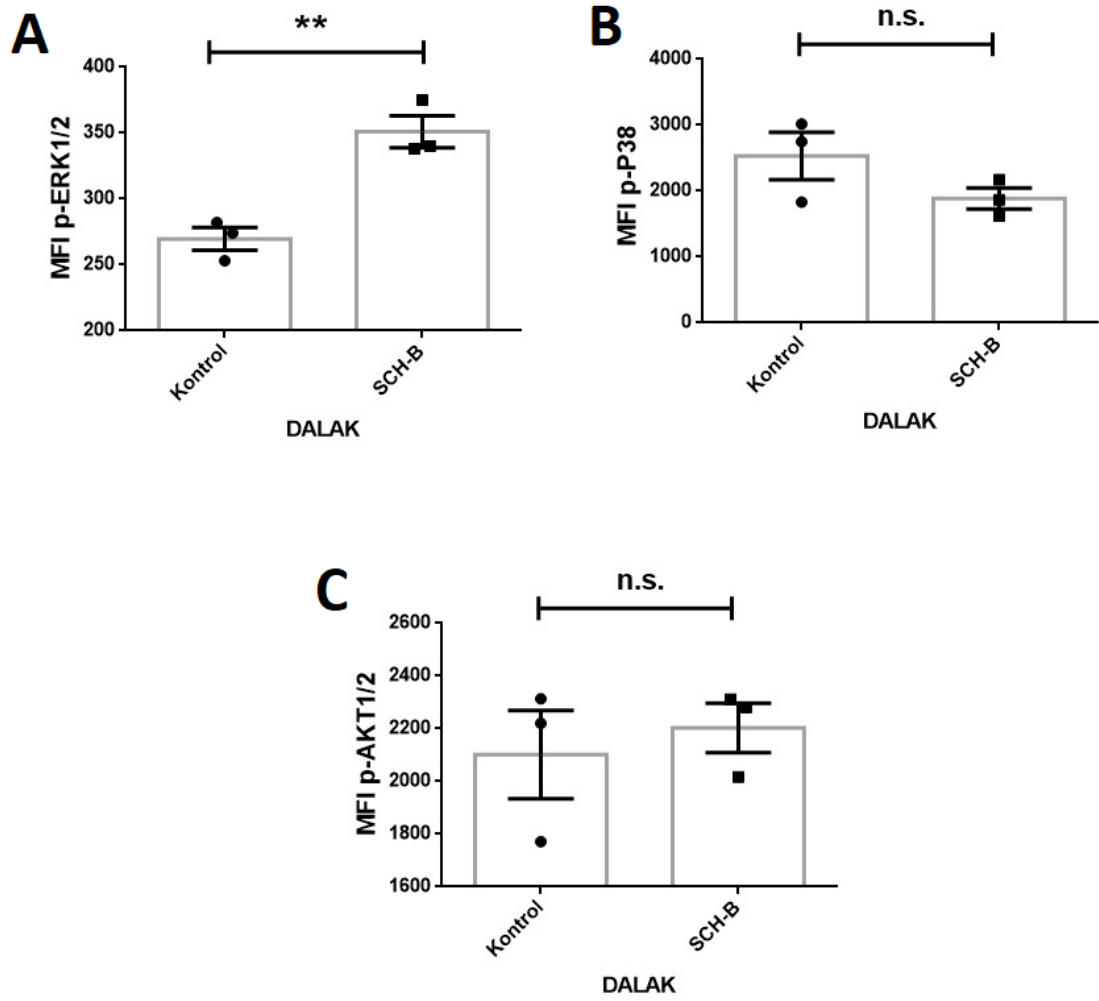 A
**
MFI p-ERK1/2
400
350
300
250
200
Kontrol
SCH-B
DALAK
B
n.s.
MFI p-P38
4000
3000
2000
1000
0
Kontrol
SCH-B
DALAK
C
n.s.
MFI p-AKT1/2
2600
2400
2200
2000
1800
1600
Kontrol
SCH-B
DALAK